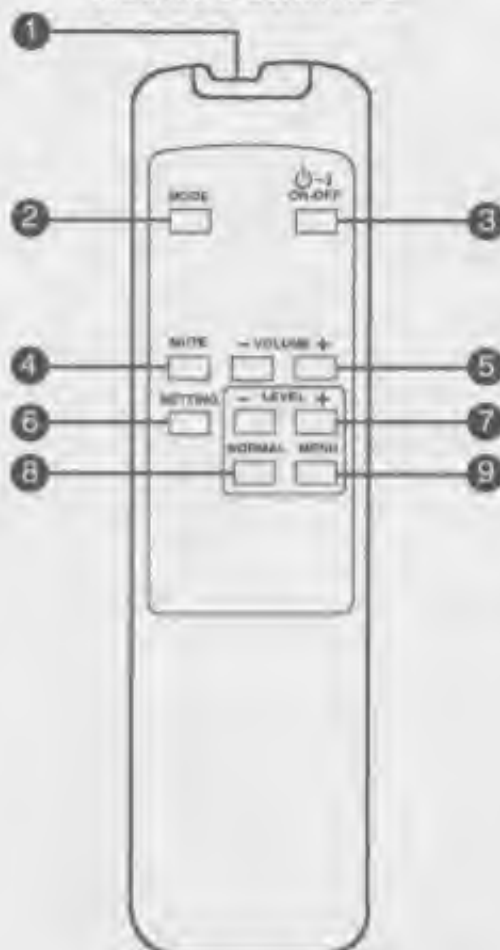 1
2
MODE
⏻-I
ON-OFF
3
4
MUTE
- VOLUME +
5
6
SETTING
- LEVEL +
7
8
NORMAL
MENU
9